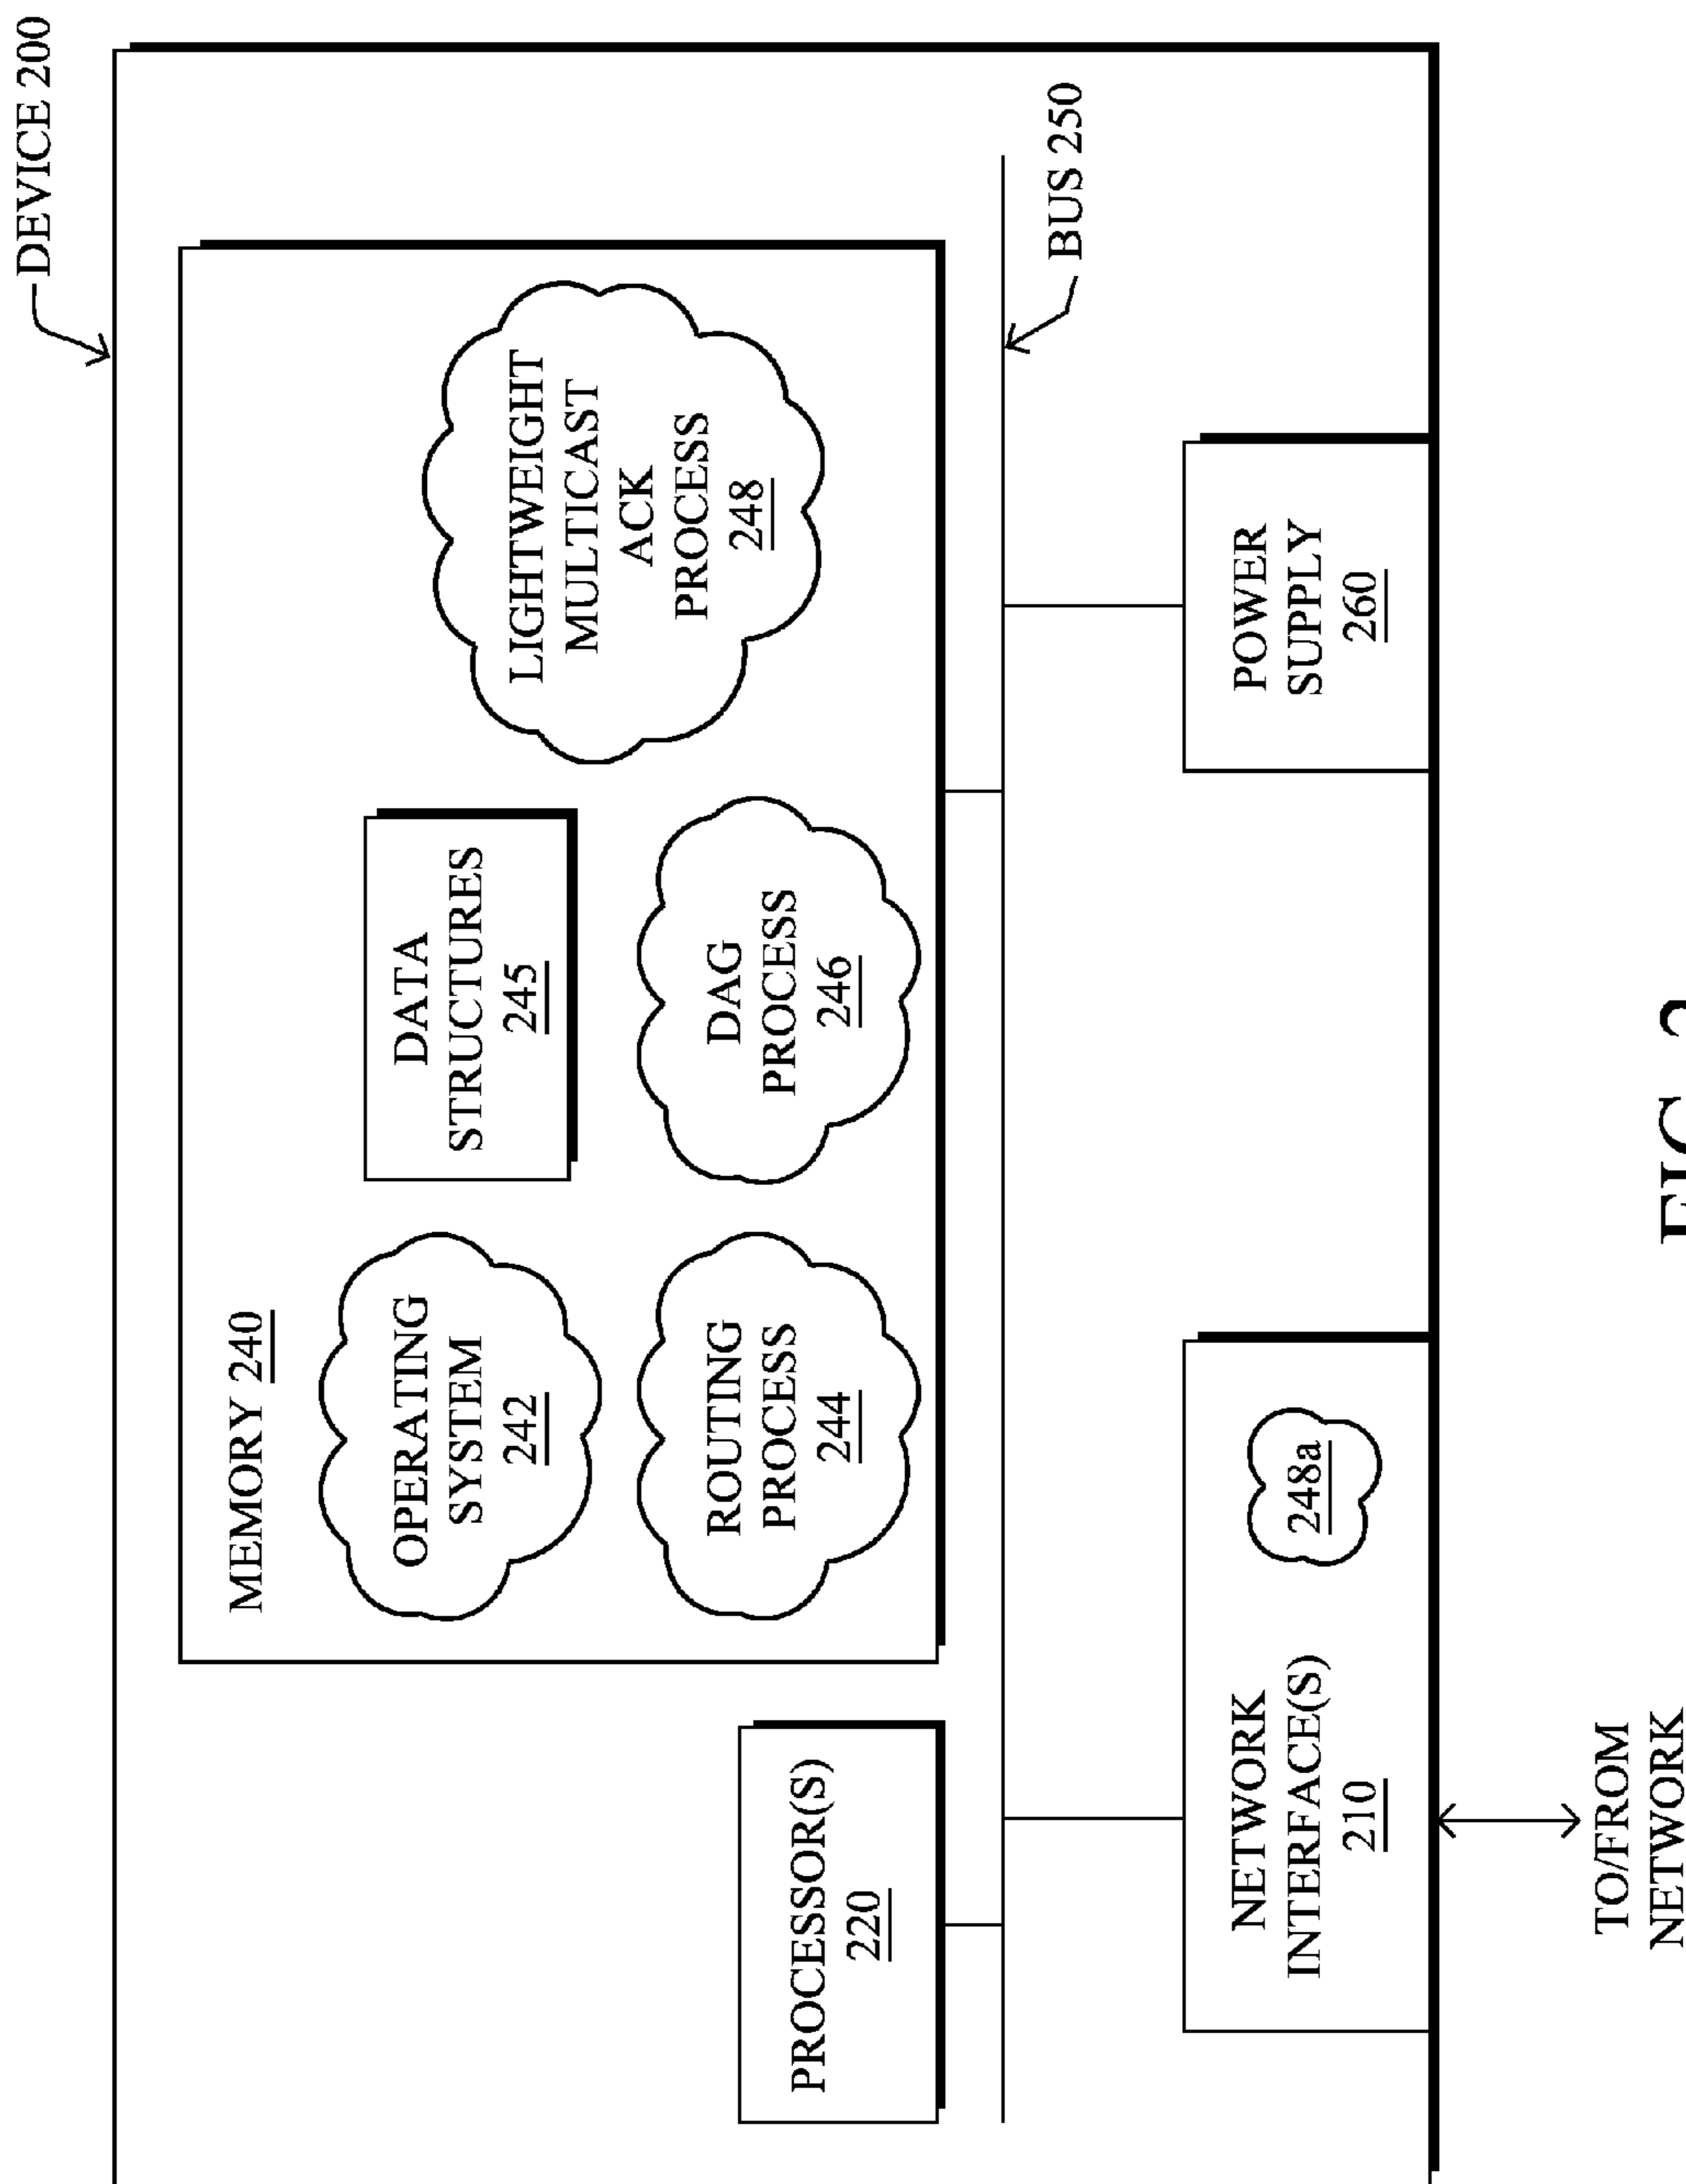 DEVICE 200
MEMORY 240
OPERATING
SYSTEM
242
DATA
STRUCTURES
245
LIGHTWEIGHT
MULTICAST
ACK
PROCESS
248
ROUTING
PROCESS
244
DAG
PROCESS
246
PROCESSOR(S)
220
BUS 250
NETWORK
INTERFACE(S)
210
248a
POWER
SUPPLY
260
TO/FROM
NETWORK
FIG.